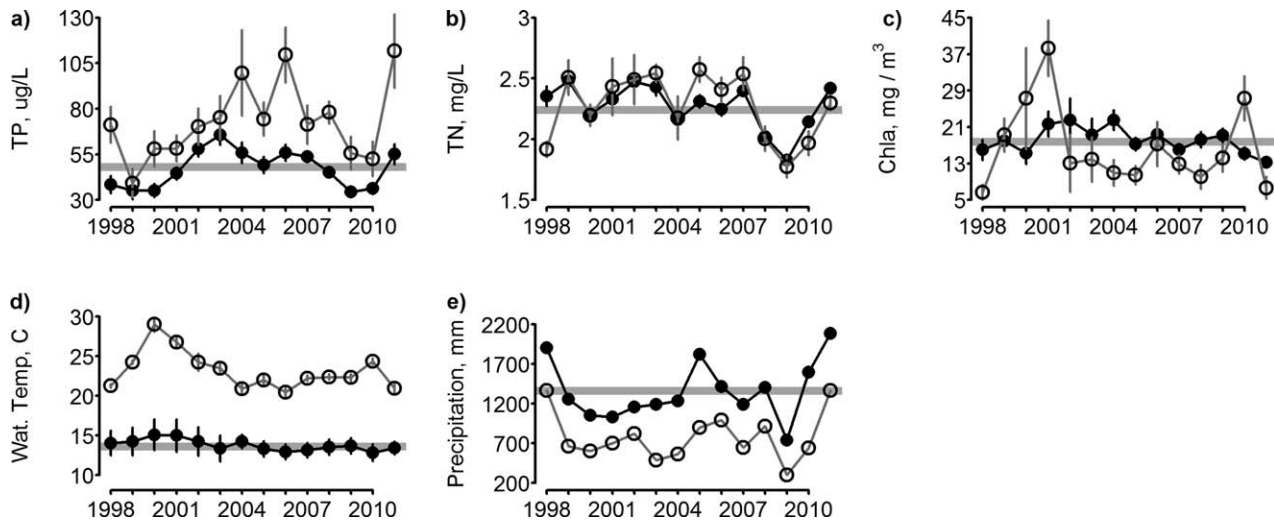 a)
TP, ug/L
130
105
80
55
30
1998 2001 2004 2007 2010
b)
TN, mg/L
3
2.5
2
1.5
1998 2001 2004 2007 2010
c)
Chla, mg / m³
45
37
29
21
13
5
1998 2001 2004 2007 2010
d)
Wat. Temp, C
30
25
20
15
10
1998 2001 2004 2007 2010
e)
Precipitation, mm
2200
1700
1200
700
200
1998 2001 2004 2007 2010